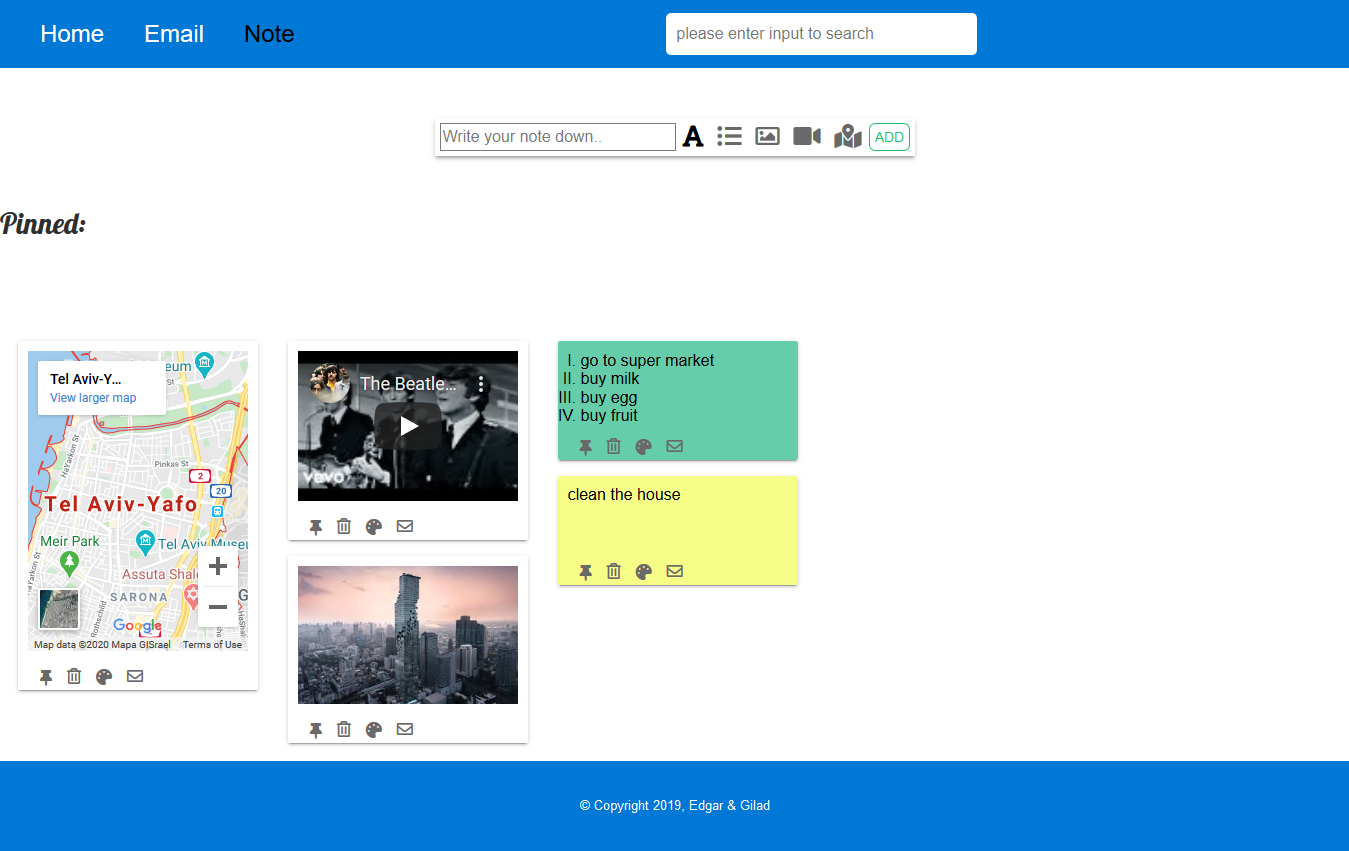 Home Email Note please enter input to search
Write your note down.. A ADD
Pinned:
Tel Aviv-Y...
View larger map
HaYarkon St
Pinkas St
2
20
Tel Aviv-Yafo
Meir Park
Tel Aviv Museu
Assuta Shal
SARONA
HaYarkon St
Rothschild
Google
Map data ©2020 Mapa GISrael Terms of Use
The Beatle...
vevo
I. go to super market
II. buy milk
III. buy egg
IV. buy fruit
clean the house
© Copyright 2019, Edgar & Gilad